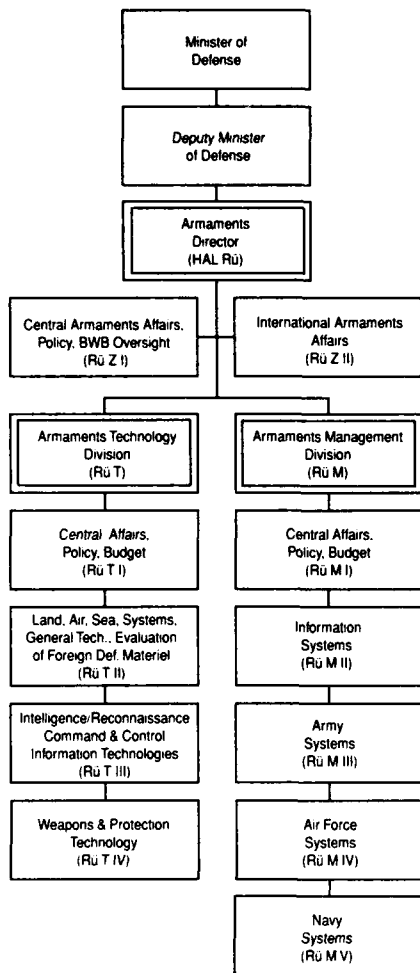 Minister of
Defense
Deputy Minister
of Defense
Armaments
Director
(HAL Rü)
Central Armaments Affairs,
Policy, BWB Oversight
(Rü Z I)
International Armaments
Affairs
(Rü Z II)
Armaments Technology
Division
(Rü T)
Armaments Management
Division
(Rü M)
Central Affairs,
Policy, Budget
(Rü T I)
Central Affairs,
Policy, Budget
(Rü M I)
Land, Air, Sea, Systems,
General Tech., Evaluation
of Foreign Def. Materiel
(Rü T II)
Information
Systems
(Rü M II)
Intelligence/Reconnaissance
Command & Control
Information Technologies
(Rü T III)
Army
Systems
(Rü M III)
Weapons & Protection
Technology
(Rü T IV)
Air Force
Systems
(Rü M IV)
Navy
Systems
(Rü M V)